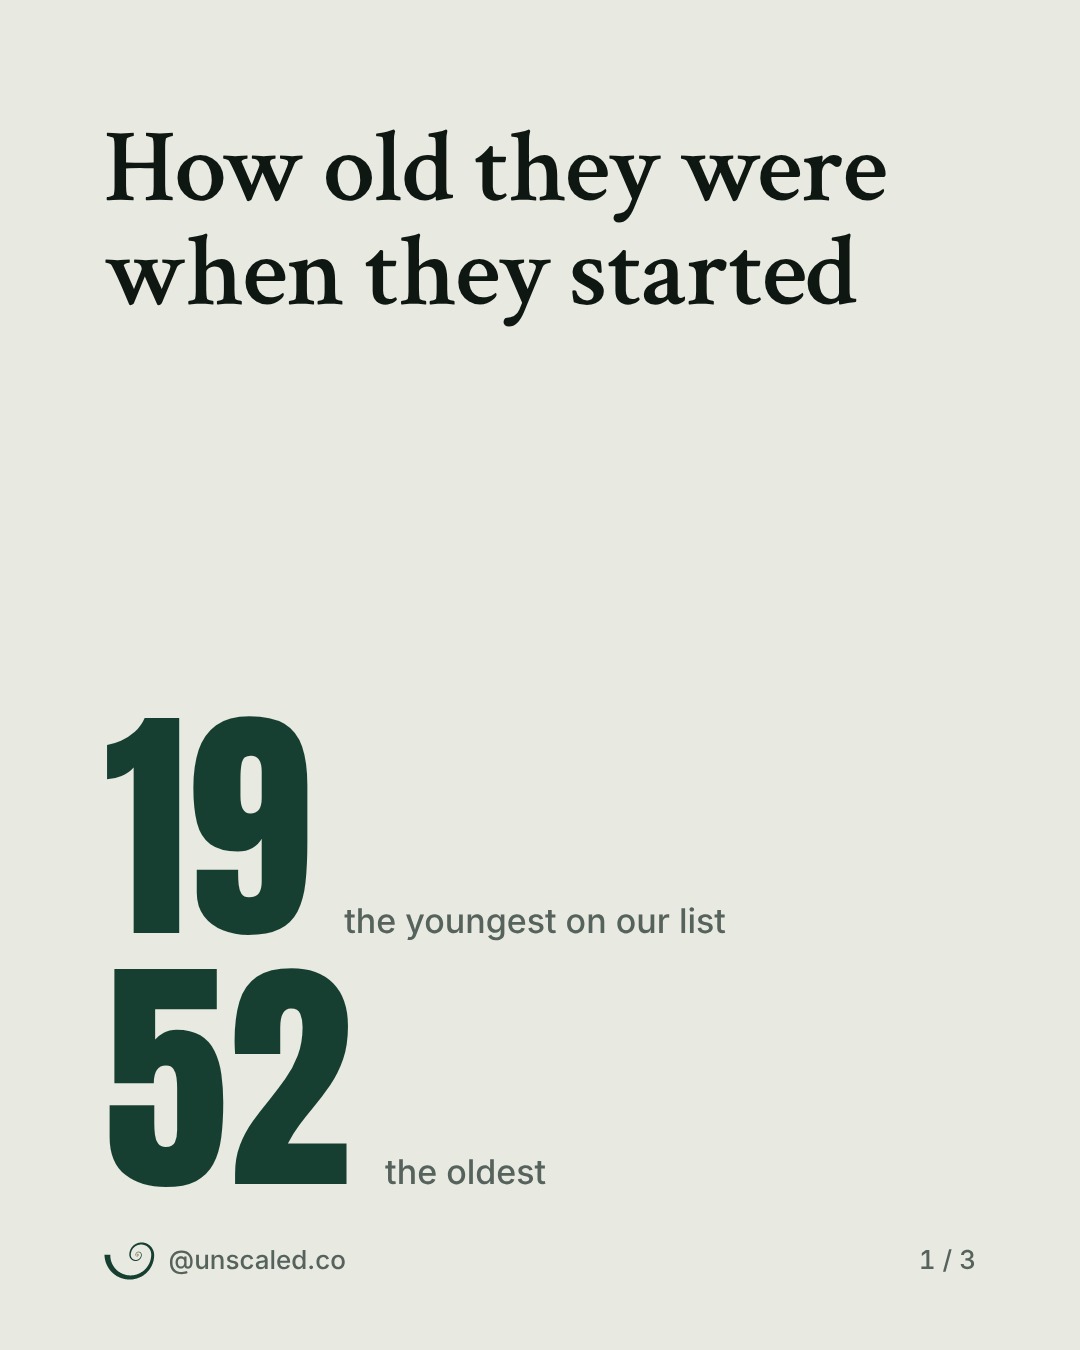 How old they were
when they started
19 the youngest on our list
52 the oldest
@unscaled.co
1 / 3